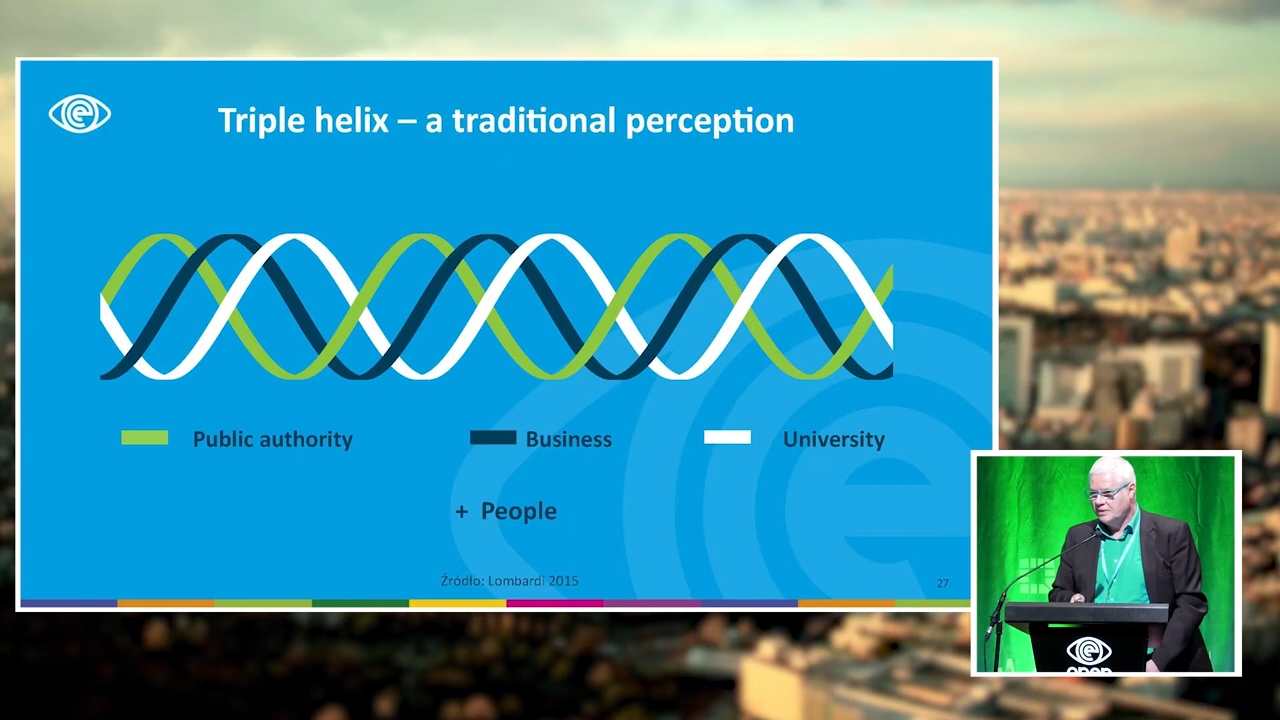 Triple helix – a traditional perception
Public authority
Business
University
+ People
Źródło: Lombardi 2015
27
e